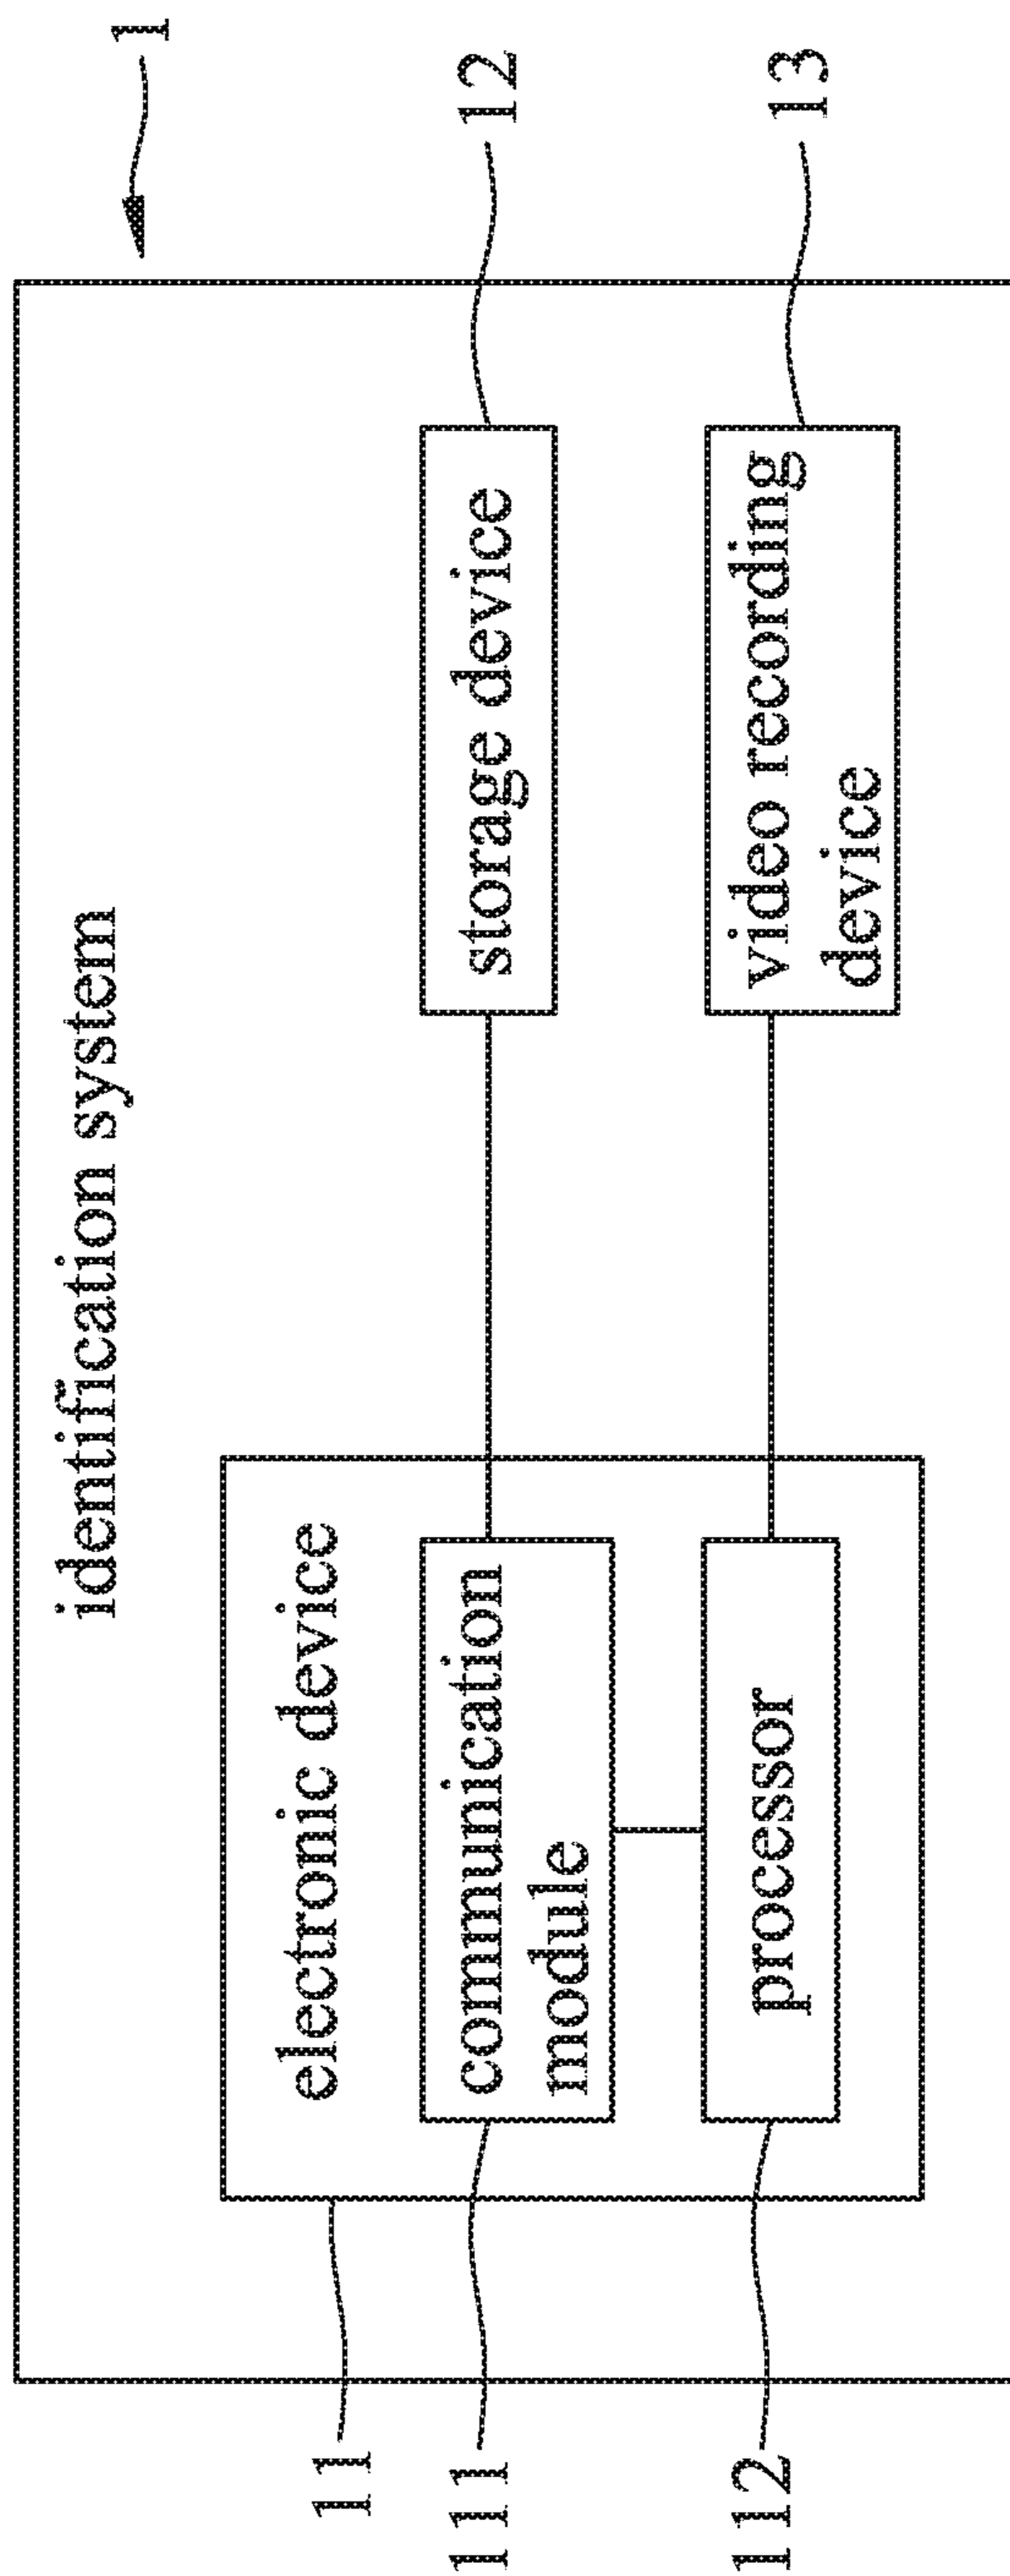 1
identification system
11
electronic device
111
communication
module
storage device
12
112
processor
video recording
device
13